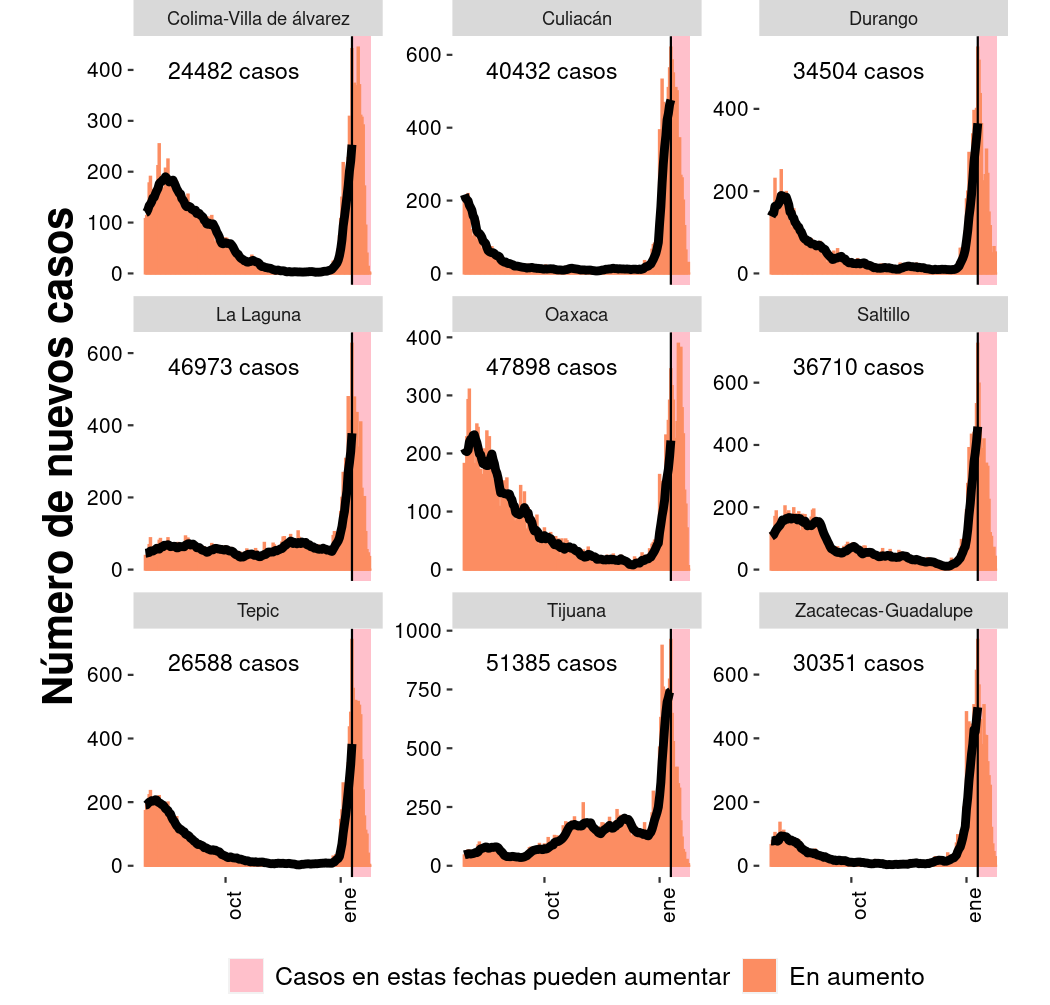 Número de nuevos casos
Colima-Villa de álvarez
Culiacán
Durango
400
300
200
100
0
24482 casos
600
400
200
0
40432 casos
400
200
0
34504 casos
La Laguna
Oaxaca
Saltillo
600
400
200
0
46973 casos
400
300
200
100
0
47898 casos
600
400
200
0
36710 casos
Tepic
Tijuana
Zacatecas-Guadalupe
600
400
200
0
26588 casos
1000
750
500
250
0
51385 casos
600
400
200
0
30351 casos
oct
ene
oct
ene
oct
ene
Casos en estas fechas pueden aumentar
En aumento